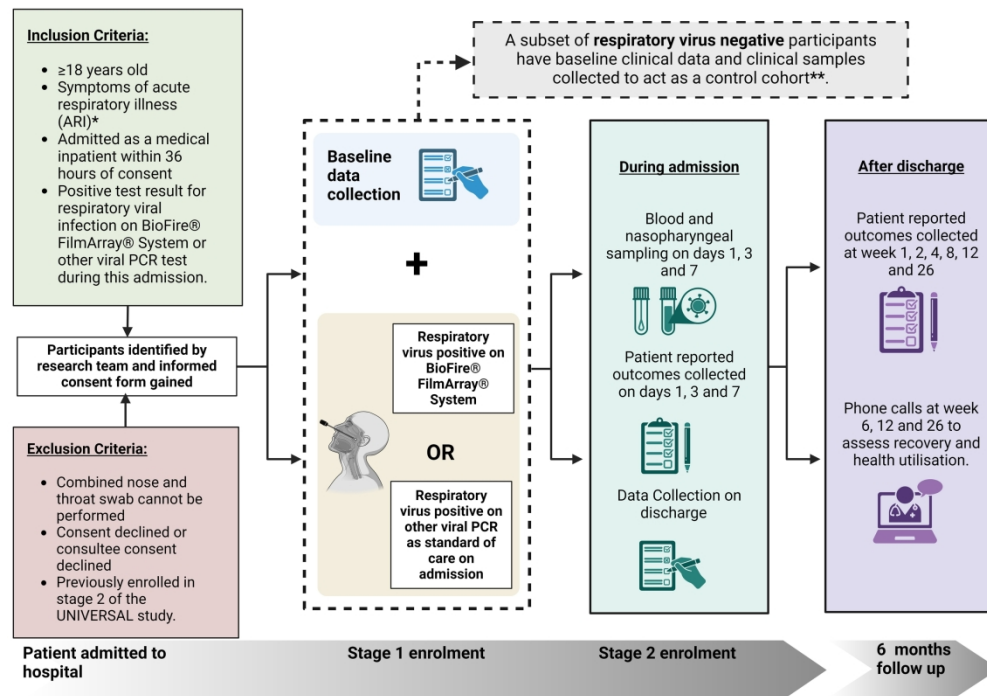 Inclusion Criteria:
• ≥18 years old
• Symptoms of acute
respiratory illness
(ARI)*
• Admitted as a medical
inpatient within 36
hours of consent
• Positive test result for
respiratory viral
infection on BioFire®
FilmArray® System or
other viral PCR test
during this admission.
Participants identified by
research team and informed
consent form gained
Exclusion Criteria:
• Combined nose and
throat swab cannot be
performed
• Consent declined or
consultee consent
declined
• Previously enrolled in
stage 2 of the
UNIVERSAL study.
A subset of respiratory virus negative participants
have baseline clinical data and clinical samples
collected to act as a control cohort**.
Baseline
data
collection
+
Respiratory
virus positive on
BioFire®
FilmArray®
System
OR
Respiratory
virus positive on
other viral PCR
as standard of
care on
admission
During admission
Blood and
nasopharyngeal
sampling on days 1, 3
and 7
Patient reported
outcomes collected
on days 1, 3 and 7
Data Collection on
discharge
After discharge
Patient reported
outcomes collected
at week 1, 2, 4, 8, 12
and 26
Phone calls at week
6, 12 and 26 to
assess recovery and
health utilisation.
Patient admitted to
hospital
Stage 1 enrolment
Stage 2 enrolment
6 months
follow up